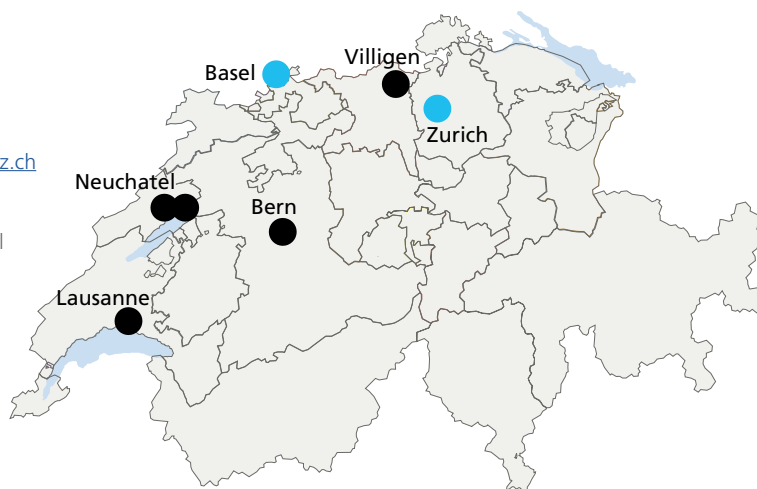 Villigen
Basel
Zurich
z.ch
Neuchatel
Bern
l
Lausanne